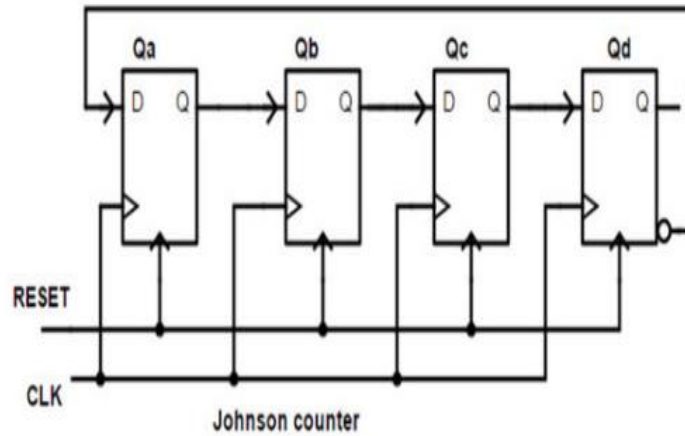 Qa Qb Qc Qd
D Q D Q D Q D Q
RESET
CLK
Johnson counter